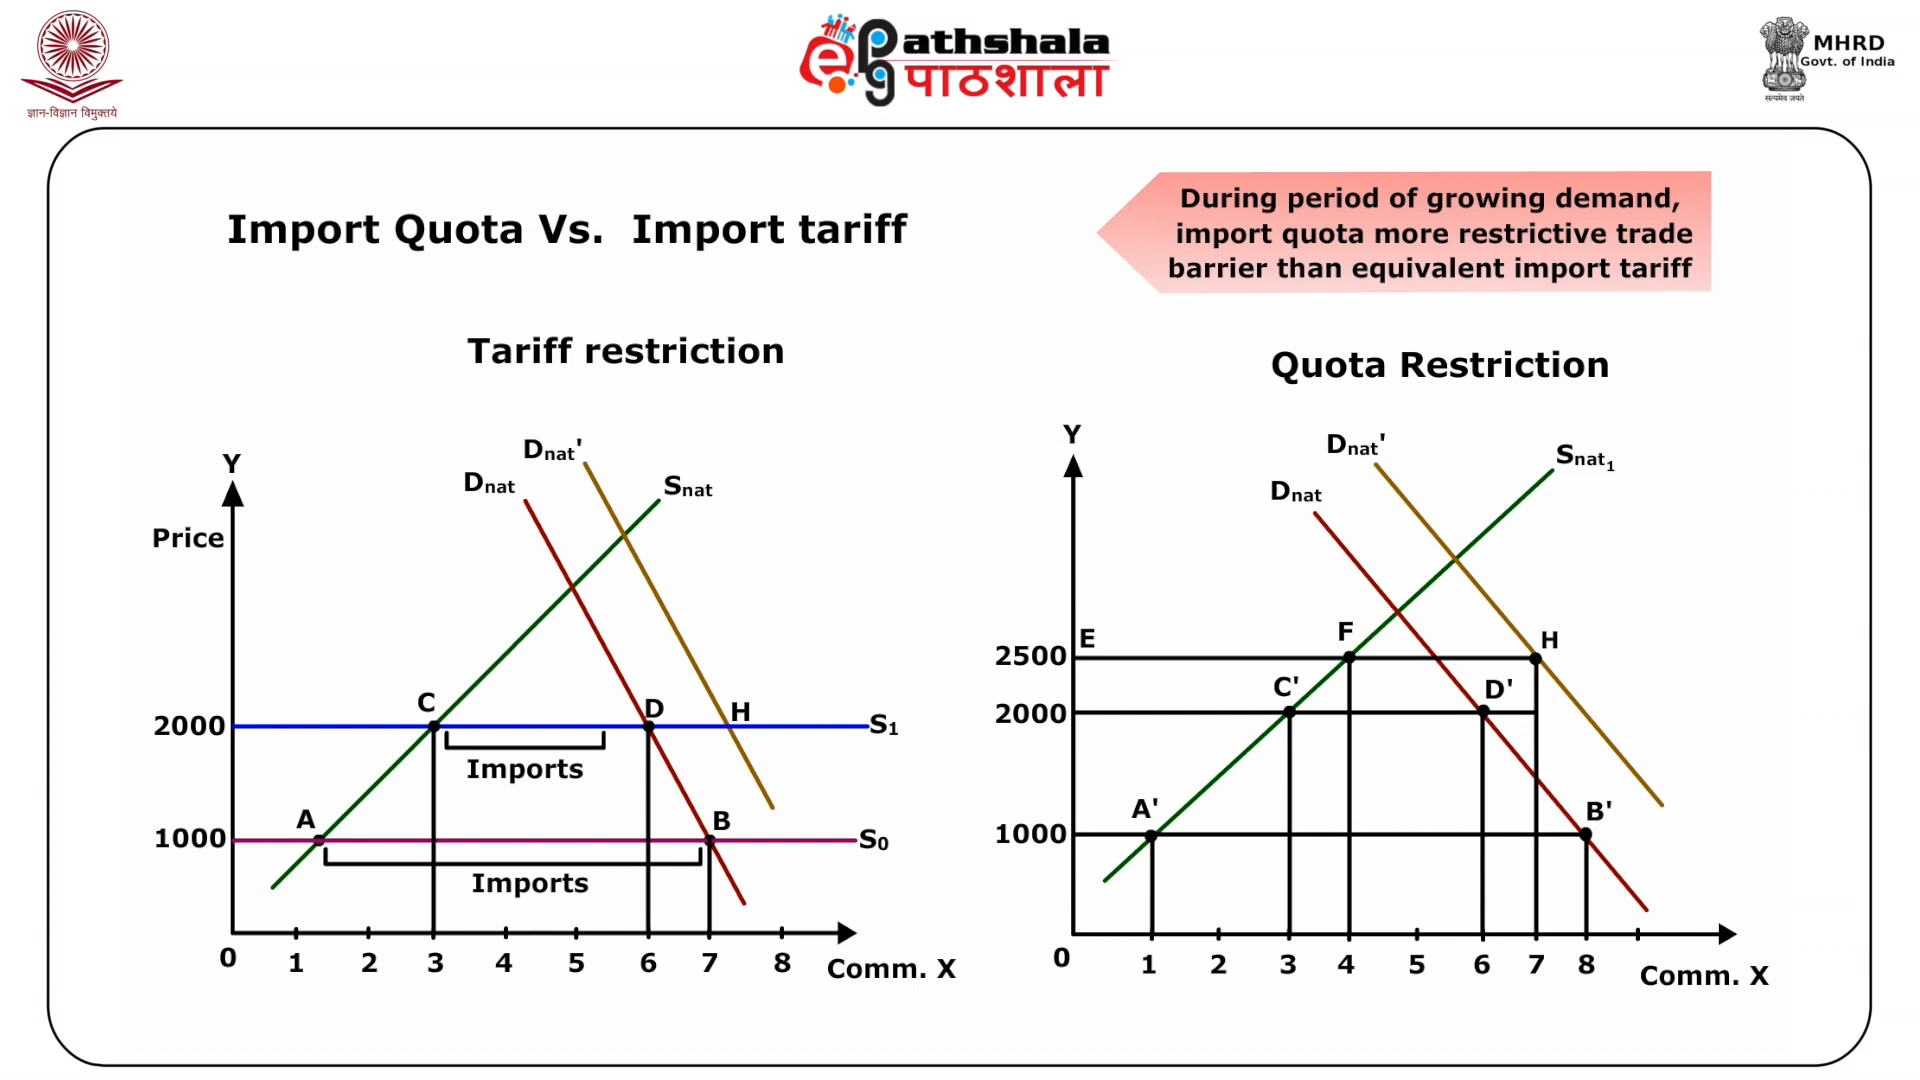 ज्ञान-विज्ञान विमुक्तये
e PG athshala
पाठशाला
MHRD
Govt. of India
सत्यमेव जयते
Import Quota Vs. Import tariff
During period of growing demand,
import quota more restrictive trade
barrier than equivalent import tariff
Tariff restriction
Y
Price
Dnat'
Dnat
Snat
C
D
H
2000
S1
Imports
A
B
1000
S0
Imports
0 1 2 3 4 5 6 7 8 Comm. X
Quota Restriction
Y
Dnat'
Snat1
Dnat
E
F
H
2500
C'
D'
2000
A'
B'
1000
0 1 2 3 4 5 6 7 8 Comm. X